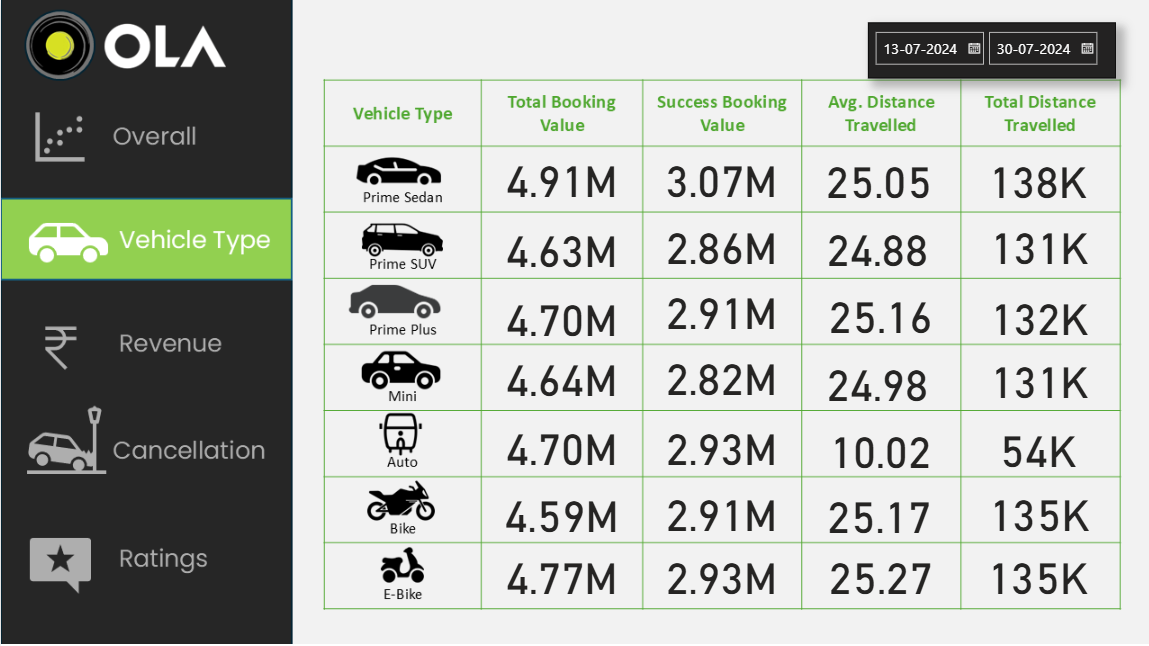 OLA
13-07-2024 30-07-2024
Overall
Vehicle Type
Revenue
Cancellation
Ratings
Vehicle Type
Total Booking
Value
Success Booking
Value
Avg. Distance
Travelled
Total Distance
Travelled
Prime Sedan
4.91M 3.07M 25.05 138K
Prime SUV
4.63M 2.86M 24.88 131K
Prime Plus
4.70M 2.91M 25.16 132K
Mini
4.64M 2.82M 24.98 131K
Auto
4.70M 2.93M 10.02 54K
Bike
4.59M 2.91M 25.17 135K
E-Bike
4.77M 2.93M 25.27 135K